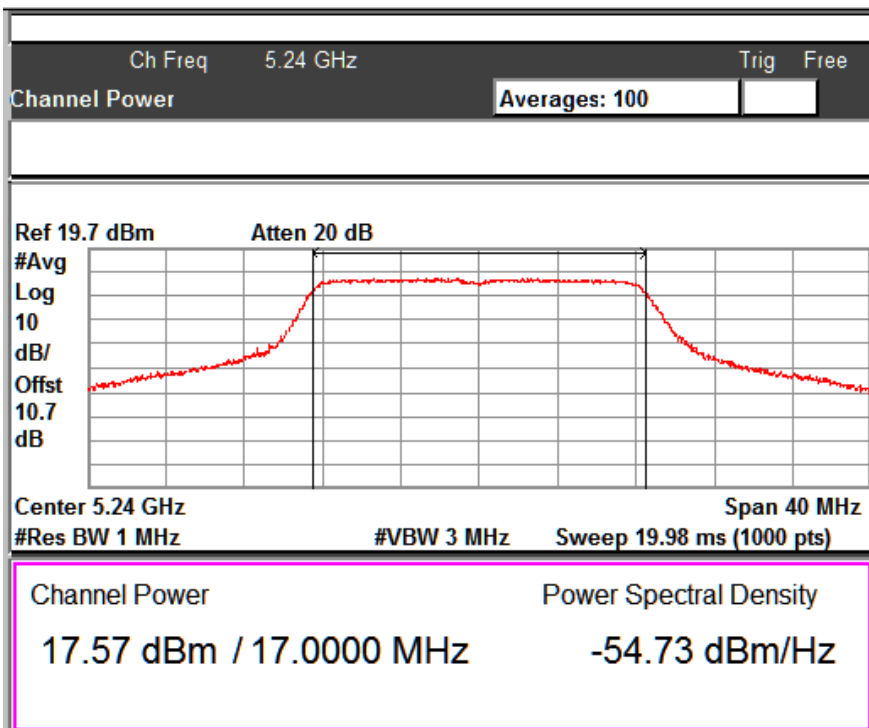 Ch Freq 5.24 GHz Trig Free
Channel Power Averages: 100
Ref 19.7 dBm Atten 20 dB
#Avg
Log
10
dB/
Offst
10.7
dB
Center 5.24 GHz Span 40 MHz
#Res BW 1 MHz #VBW 3 MHz Sweep 19.98 ms (1000 pts)
Channel Power Power Spectral Density
17.57 dBm / 17.0000 MHz -54.73 dBm/Hz